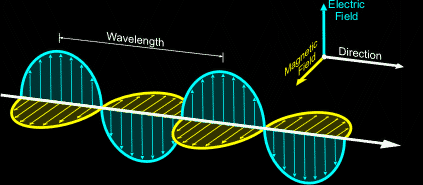 Electric
Field
Wavelength
Magnetic
Field
Direction